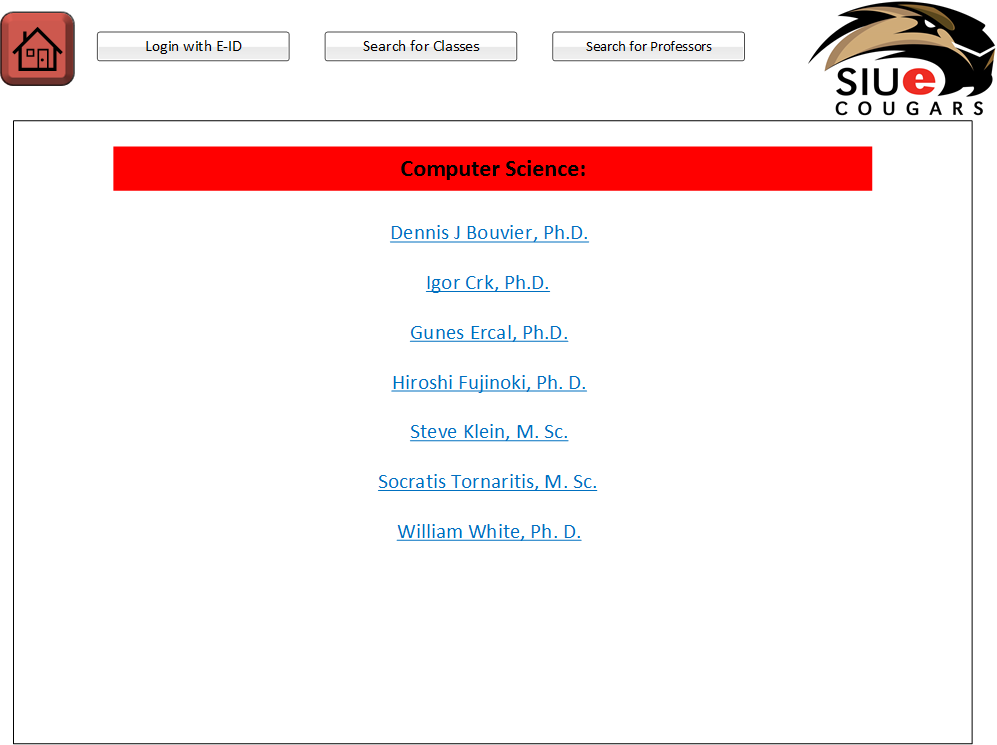 Login with E-ID
Search for Classes
Search for Professors
SIUe
COUGARS
Computer Science:
Dennis J Bouvier, Ph.D.
Igor Crk, Ph.D.
Gunes Ercal, Ph.D.
Hiroshi Fujinoki, Ph. D.
Steve Klein, M. Sc.
Socratis Tornaritis, M. Sc.
William White, Ph. D.